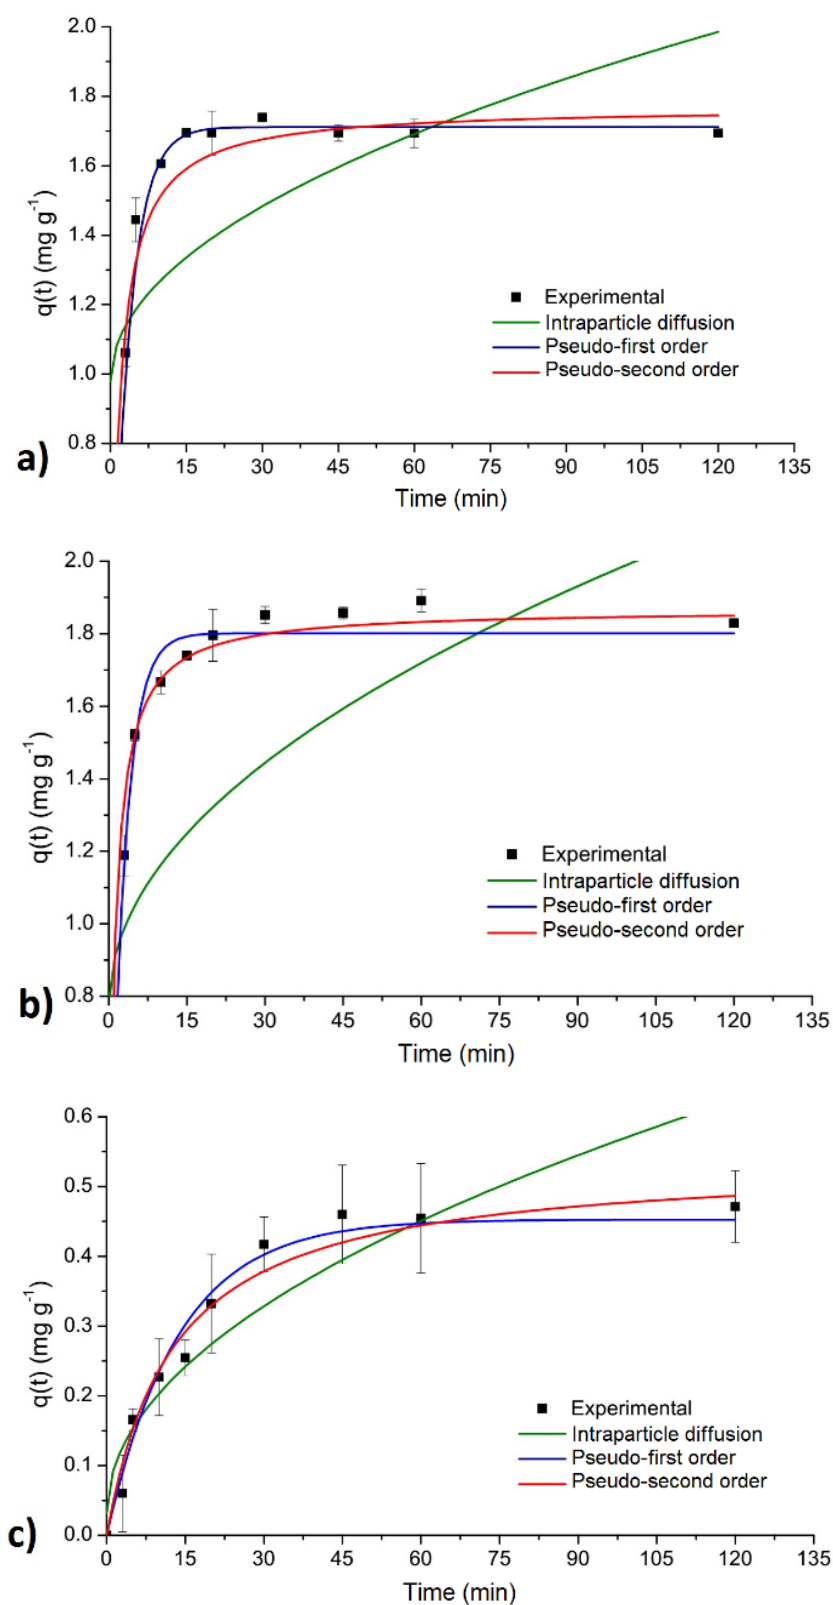 2.0
1.8
1.6
1.4
1.2
1.0
0.8
q(t) (mg g-1)
Experimental
Intraparticle diffusion
Pseudo-first order
Pseudo-second order
a)
0 15 30 45 60 75 90 105 120 135
Time (min)
2.0
1.8
1.6
1.4
1.2
1.0
0.8
q(t) (mg g-1)
Experimental
Intraparticle diffusion
Pseudo-first order
Pseudo-second order
b)
0 15 30 45 60 75 90 105 120 135
Time (min)
0.6
0.5
0.4
0.3
0.2
0.1
0.0
q(t) (mg g-1)
Experimental
Intraparticle diffusion
Pseudo-first order
Pseudo-second order
c)
0 15 30 45 60 75 90 105 120 135
Time (min)